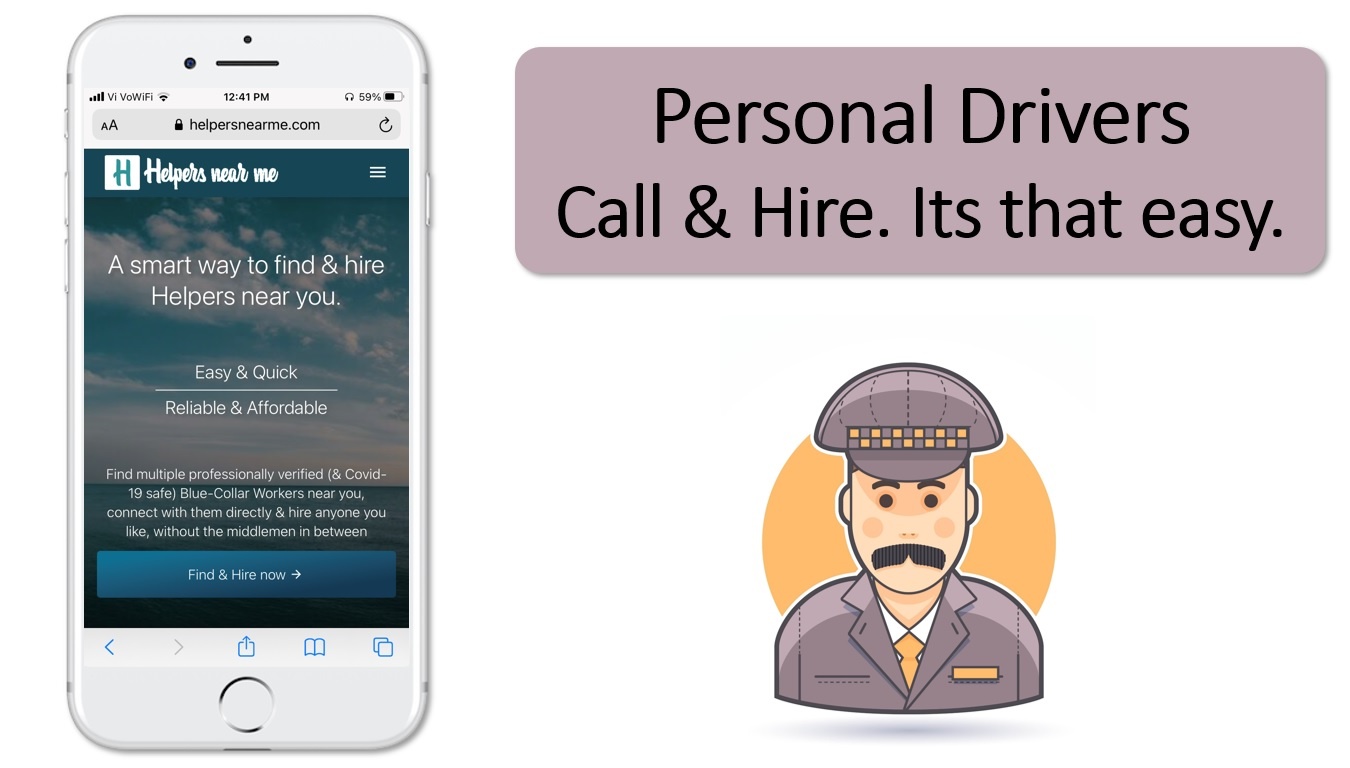 Vi VoWiFi 12:41 PM 59%
AA helpersnearme.com
H Helpers near me
A smart way to find & hire
Helpers near you.
Easy & Quick
Reliable & Affordable
Find multiple professionally verified (& Covid-
19 safe) Blue-Collar Workers near you,
connect with them directly & hire anyone you
like, without the middlemen in between
Find & Hire now →
Personal Drivers
Call & Hire. Its that easy.